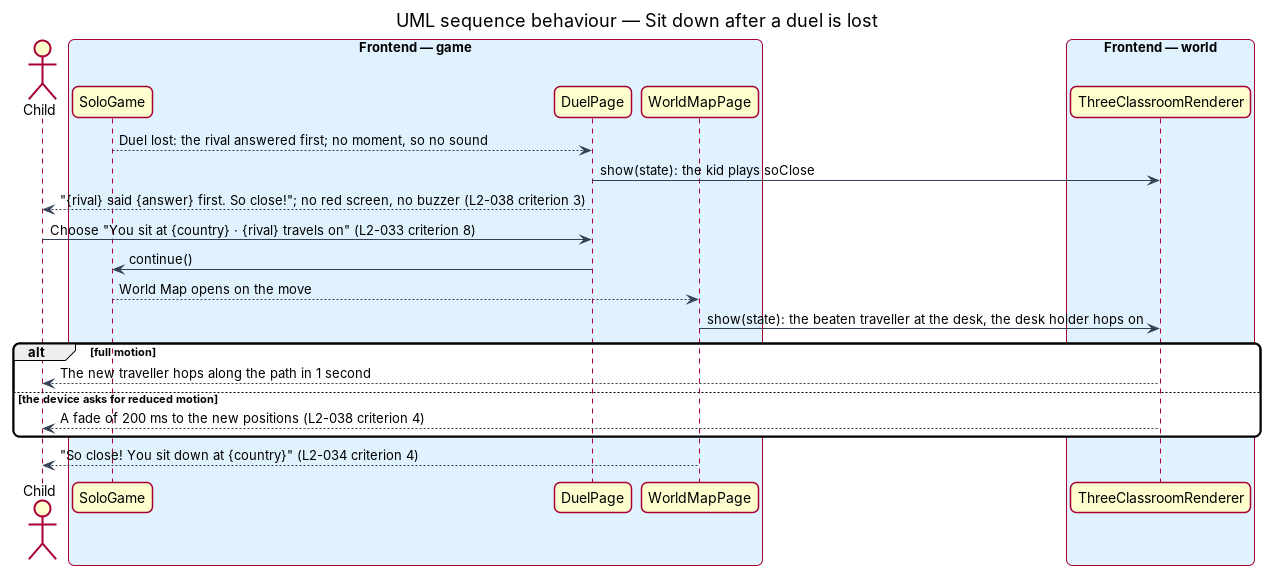 UML sequence behaviour — Sit down after a duel is lost
Frontend — game
Frontend — world
Child
SoloGame
DuelPage
WorldMapPage
ThreeClassroomRenderer
Duel lost: the rival answered first; no moment, so no sound
show(state): the kid plays soClose
"{rival} said {answer} first. So close!"; no red screen, no buzzer (L2-038 criterion 3)
Choose "You sit at {country} · {rival} travels on" (L2-033 criterion 8)
continue()
World Map opens on the move
show(state): the beaten traveller at the desk, the desk holder hops on
alt
[full motion]
The new traveller hops along the path in 1 second
[the device asks for reduced motion]
A fade of 200 ms to the new positions (L2-038 criterion 4)
"So close! You sit down at {country}" (L2-034 criterion 4)
Child
SoloGame
DuelPage
WorldMapPage
ThreeClassroomRenderer